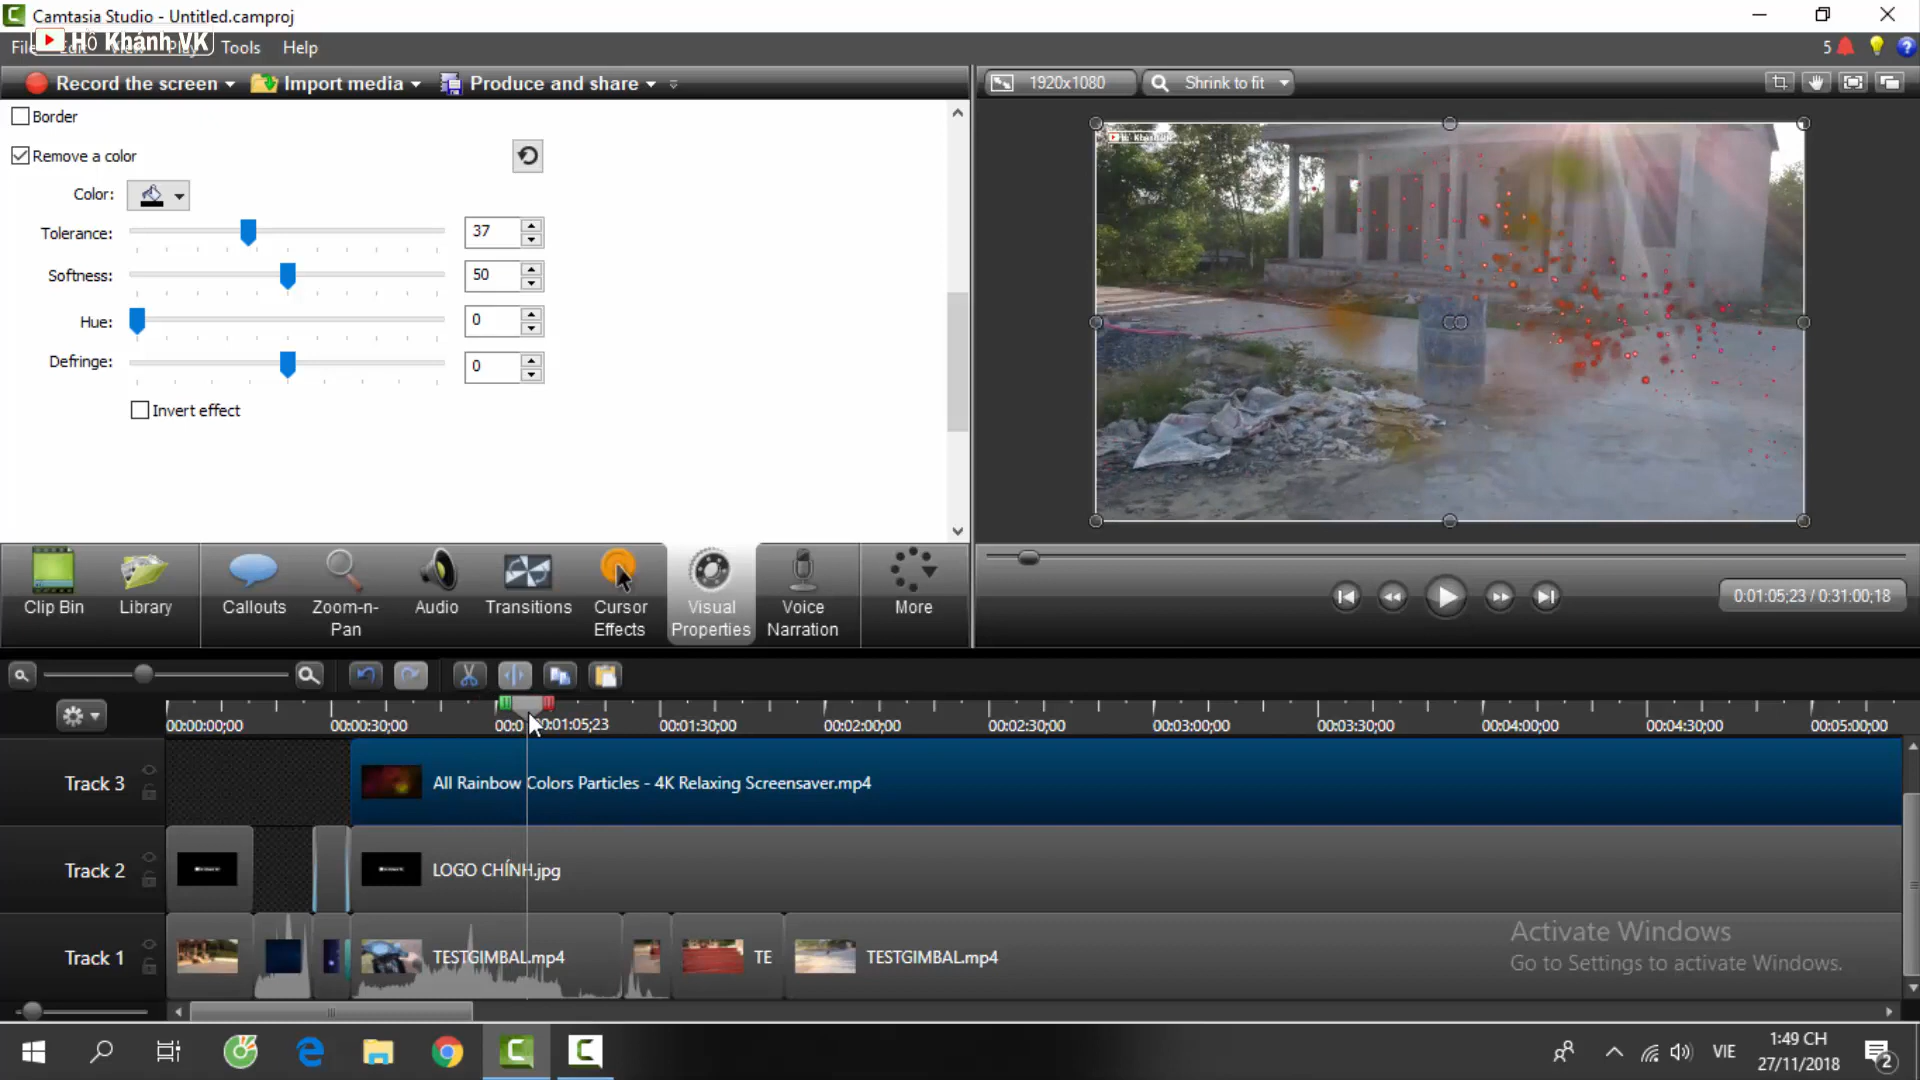 Camtasia Studio - Untitled.camproj
Hồ Khánh VK
File Edit View Play Tools Help
5
Record the screen Import media Produce and share
1920x1080 Shrink to fit
Border
Remove a color
Color:
Tolerance: 37
Softness: 50
Hue: 0
Defringe: 0
Invert effect
Clip Bin Library Callouts Zoom-n-Pan Audio Transitions Cursor Effects Visual Properties Voice Narration More
0:01:05;23 / 0:31:00;18
00:00:00;00 00:00:30;00 00:01:05;23 00:01:30;00 00:02:00;00 00:02:30;00 00:03:00;00 00:03:30;00 00:04:00;00 00:04:30;00 00:05:00;00
Track 3 All Rainbow Colors Particles - 4K Relaxing Screensaver.mp4
Track 2 LOGO CHÍNH.jpg
Track 1 TESTGIMBAL.mp4 TE TESTGIMBAL.mp4
Activate Windows
Go to Settings to activate Windows.
VIE
1:49 CH
27/11/2018
2